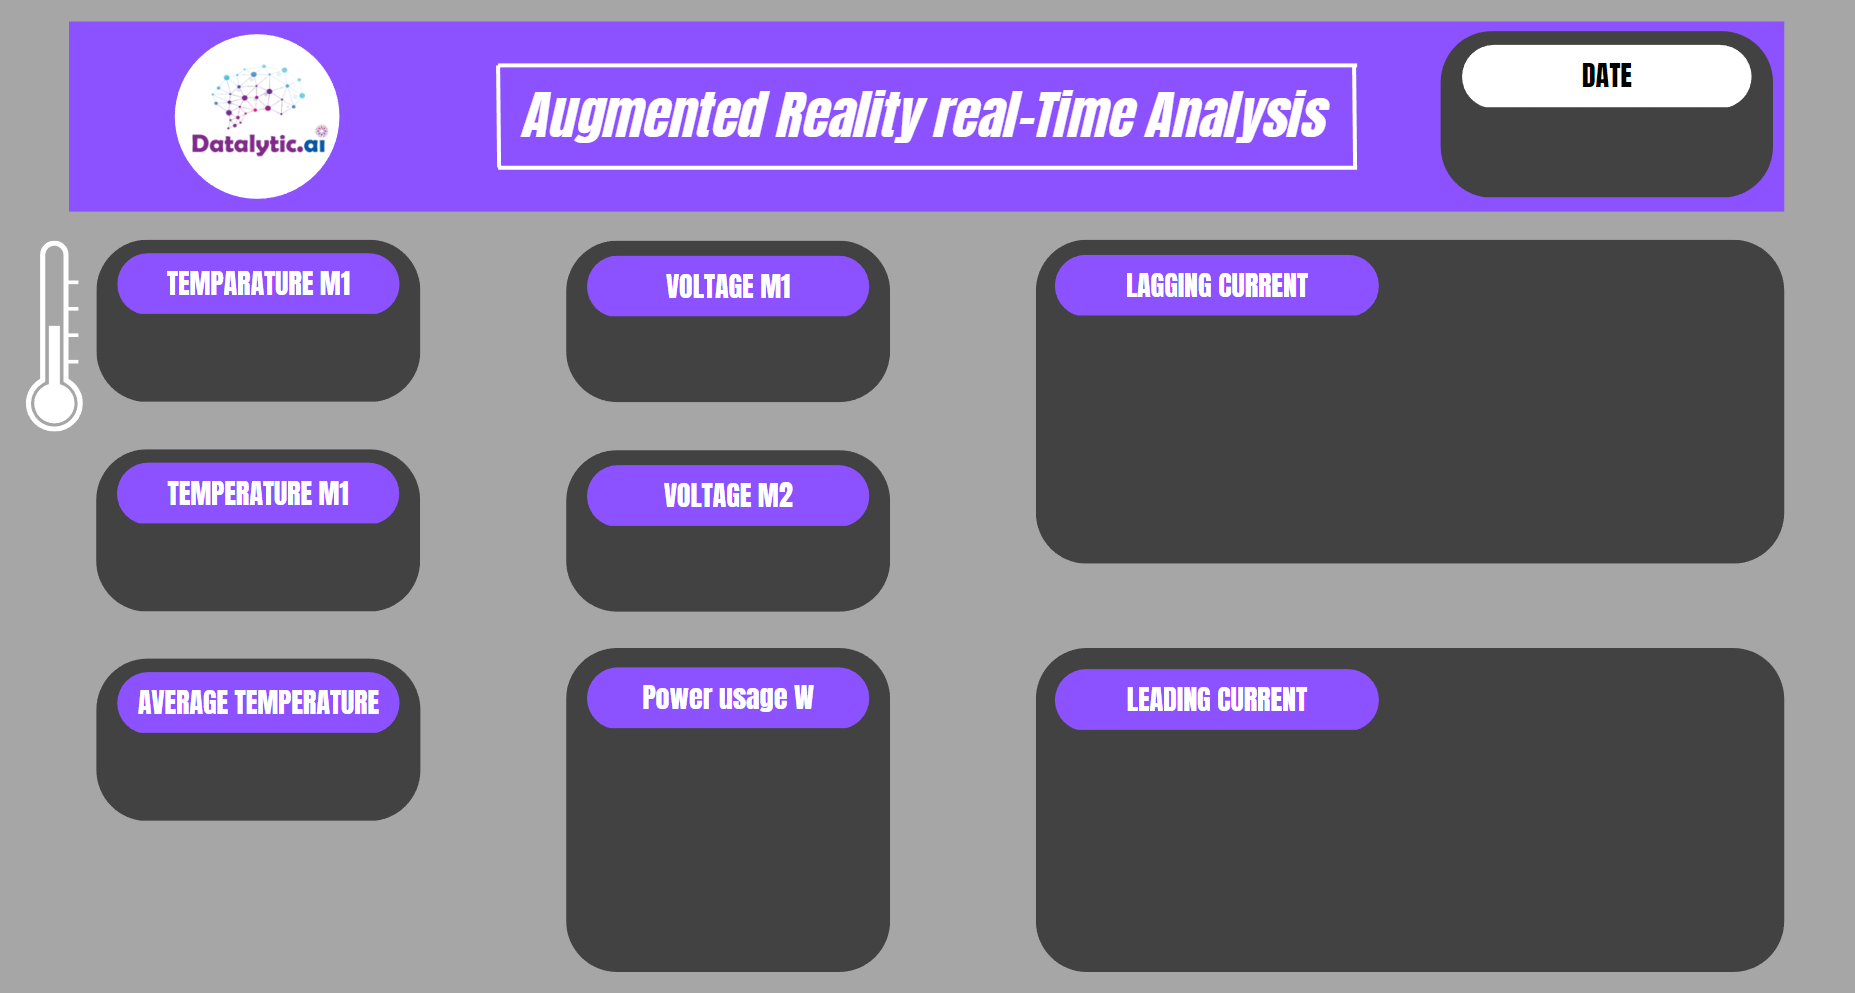 Datalytic.ai
Augmented Reality real-Time Analysis
DATE
TEMPARATURE M1
VOLTAGE M1
LAGGING CURRENT
TEMPERATURE M1
VOLTAGE M2
AVERAGE TEMPERATURE
Power usage W
LEADING CURRENT